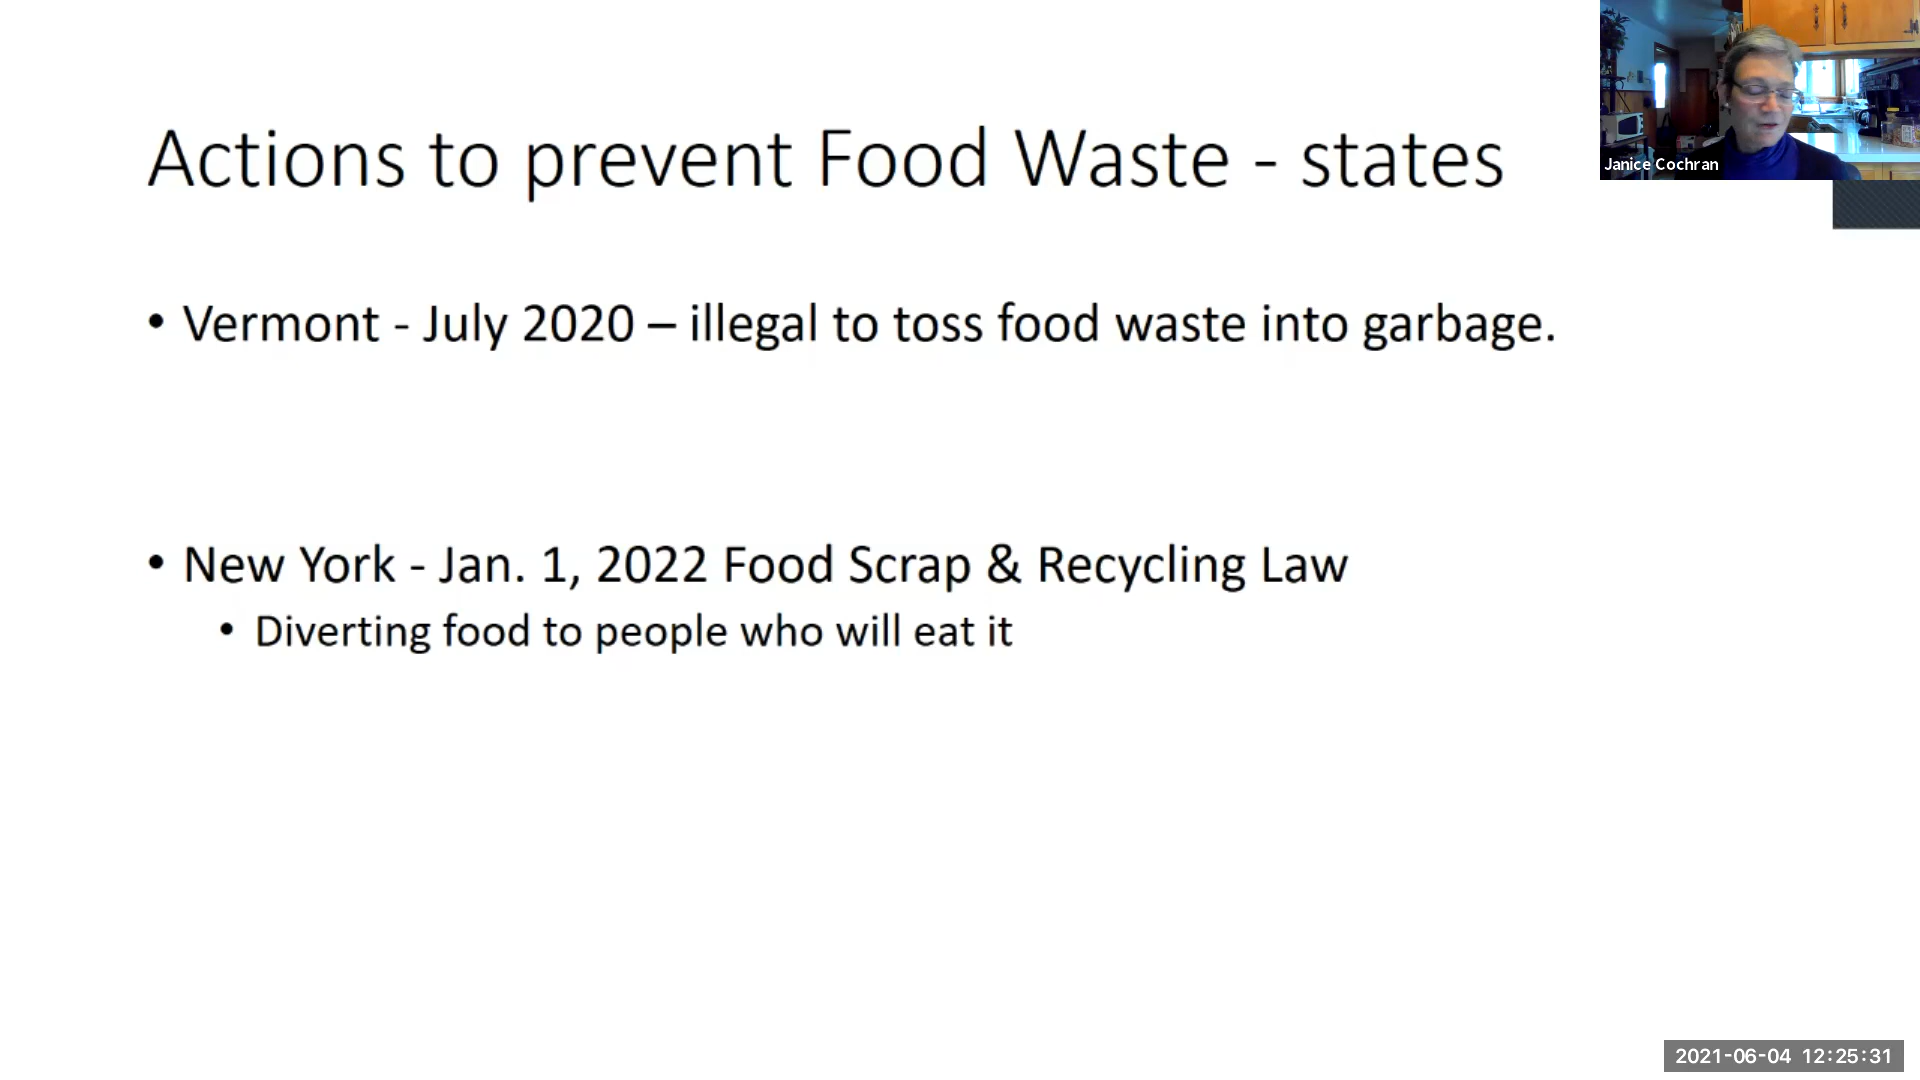 Actions to prevent Food Waste - states
Janice Cochran
• Vermont - July 2020 – illegal to toss food waste into garbage.
• New York - Jan. 1, 2022 Food Scrap & Recycling Law
• Diverting food to people who will eat it
2021-06-04 12:25:31